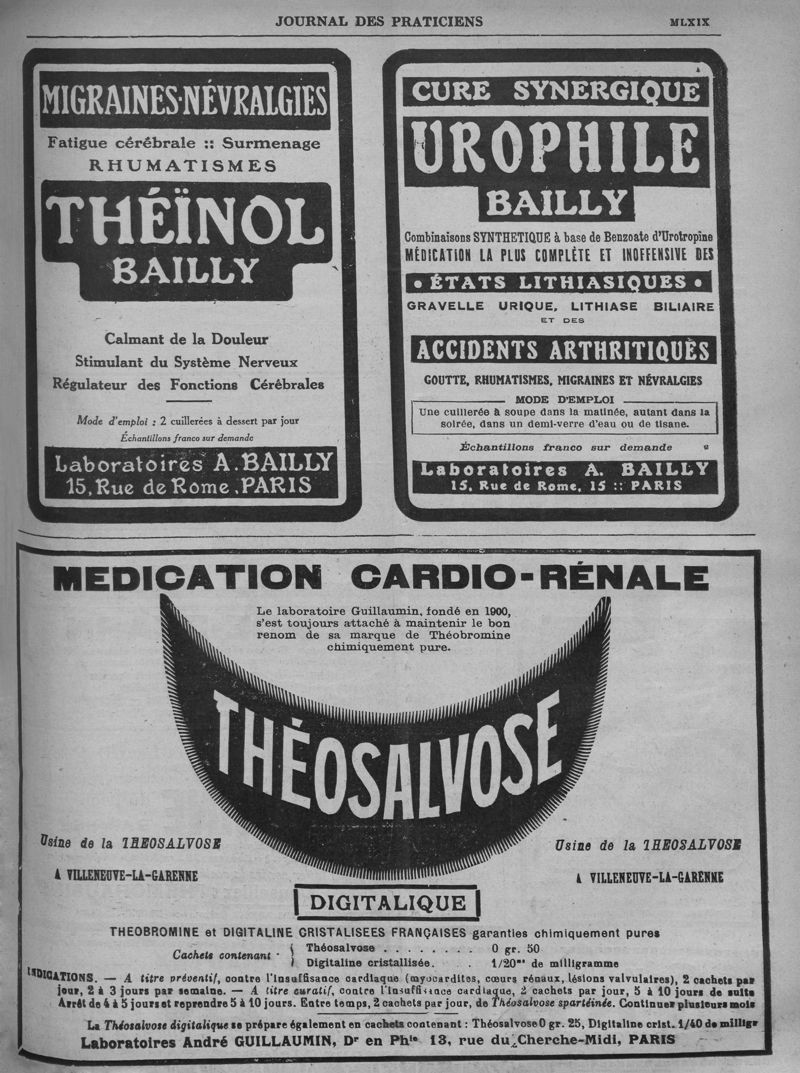 JOURNAL DES PRATICIENS
MLXIX
MIGRAINES-NÉVRALGIES
Fatigue cérébrale :: Surmenage
RHUMATISMES
THÉÏNOL
BAILLY
Calmant de la Douleur
Stimulant du Système Nerveux
Régulateur des Fonctions Cérébrales
Mode d'emploi : 2 cuillerées à dessert par jour
Échantillons franco sur demande
Laboratoires A. BAILLY
15, Rue de Rome, PARIS
CURE SYNERGIQUE
UROPHILE
BAILLY
Combinaisons SYNTHETIQUE à base de Benzoate d'Urotropine
MÉDICATION LA PLUS COMPLÈTE ET INOFFENSIVE DES
• ÉTATS LITHIASIQUES •
GRAVELLE URIQUE, LITHIASE BILIAIRE
ET DES
ACCIDENTS ARTHRITIQUES
GOUTTE, RHUMATISMES, MIGRAINES ET NÉVRALGIES
MODE D'EMPLOI
Une cuillerée à soupe dans la matinée, autant dans la
soirée, dans un demi-verre d'eau ou de tisane.
Échantillons franco sur demande
Laboratoires A. BAILLY
15, Rue de Rome, 15 :: PARIS
MEDICATION CARDIO-RÉNALE
Le laboratoire Guillaumin, fondé en 1900,
s'est toujours attaché à maintenir le bon
renom de sa marque de Théobromine
chimiquement pure.
THÉOSALVOSE
Usine de la THEOSALVOSE
A VILLENEUVE-LA-GARENNE
Usine de la THEOSALVOSE
A VILLENEUVE-LA-GARENNE
DIGITALIQUE
THEOBROMINE et DIGITALINE CRISTALISEES FRANÇAISES garanties chimiquement pures
Cachets contenant : { Théosalvose . . . . . . . . 0 gr. 50
Digitaline cristallisée. . . 1/20me de milligramme
INDICATIONS. — A titre préventif, contre l'Insuffisance cardiaque (myocardites, cœurs rénaux, lésions valvulaires), 2 cachets par
jour, 2 à 3 jours par semaine. — A titre curatif, contre l'Insuffisance cardiaque, 2 cachets par jour, 5 à 10 jours de suite
Arrêt de 4 à 5 jours et reprendre 5 à 10 jours. Entre temps, 2 cachets par jour, de Théosalvose spartéinée. Continuer plusieurs mois
La Théosalvose digitalique se prépare également en cachets contenant : Théosalvose 0 gr. 25, Digitaline crist. 1/40 de milligr
Laboratoires André GUILLAUMIN, Dr en Phie 13, rue du Cherche-Midi, PARIS